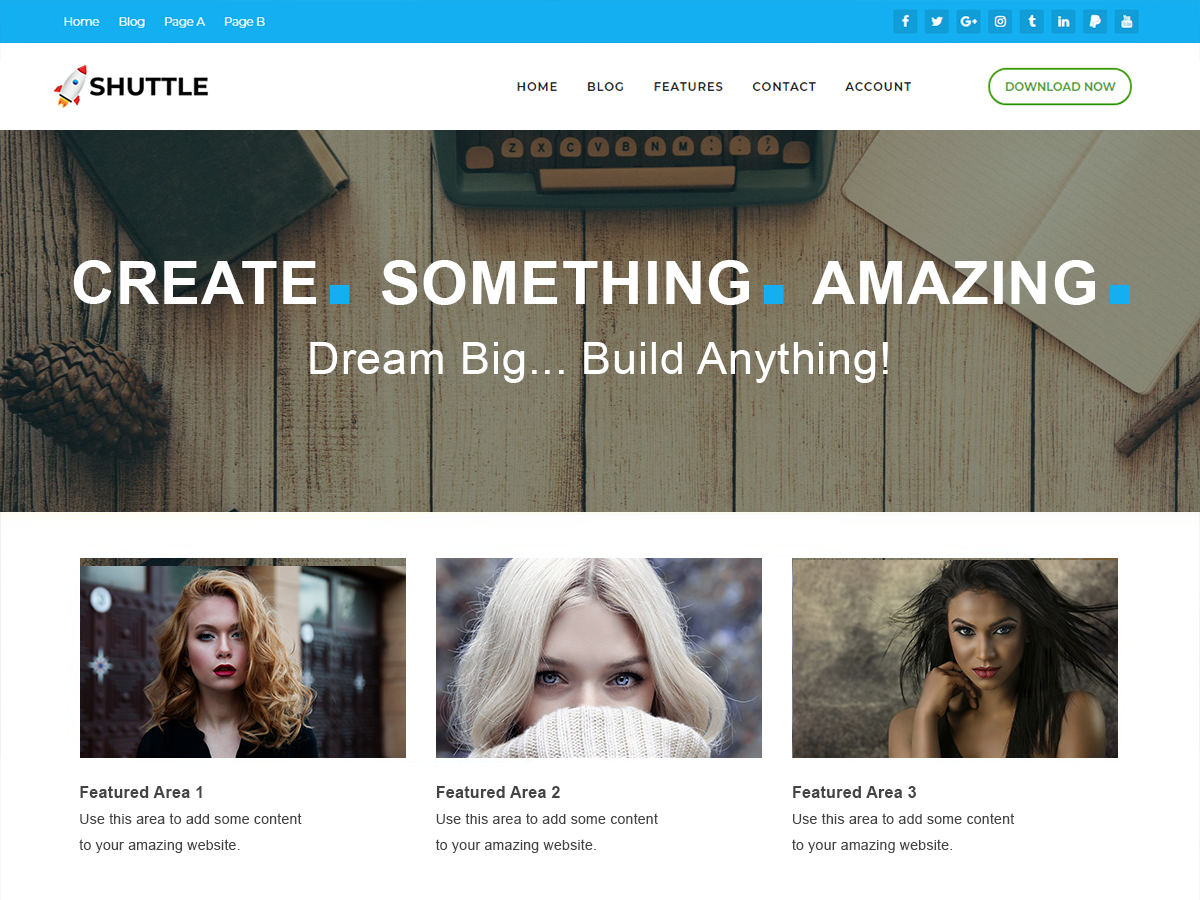 Home Blog Page A Page B
SHUTTLE
HOME BLOG FEATURES CONTACT ACCOUNT
DOWNLOAD NOW
Z X C V B N M
CREATE. SOMETHING. AMAZING.
Dream Big... Build Anything!
Featured Area 1
Use this area to add some content
to your amazing website.
Featured Area 2
Use this area to add some content
to your amazing website.
Featured Area 3
Use this area to add some content
to your amazing website.